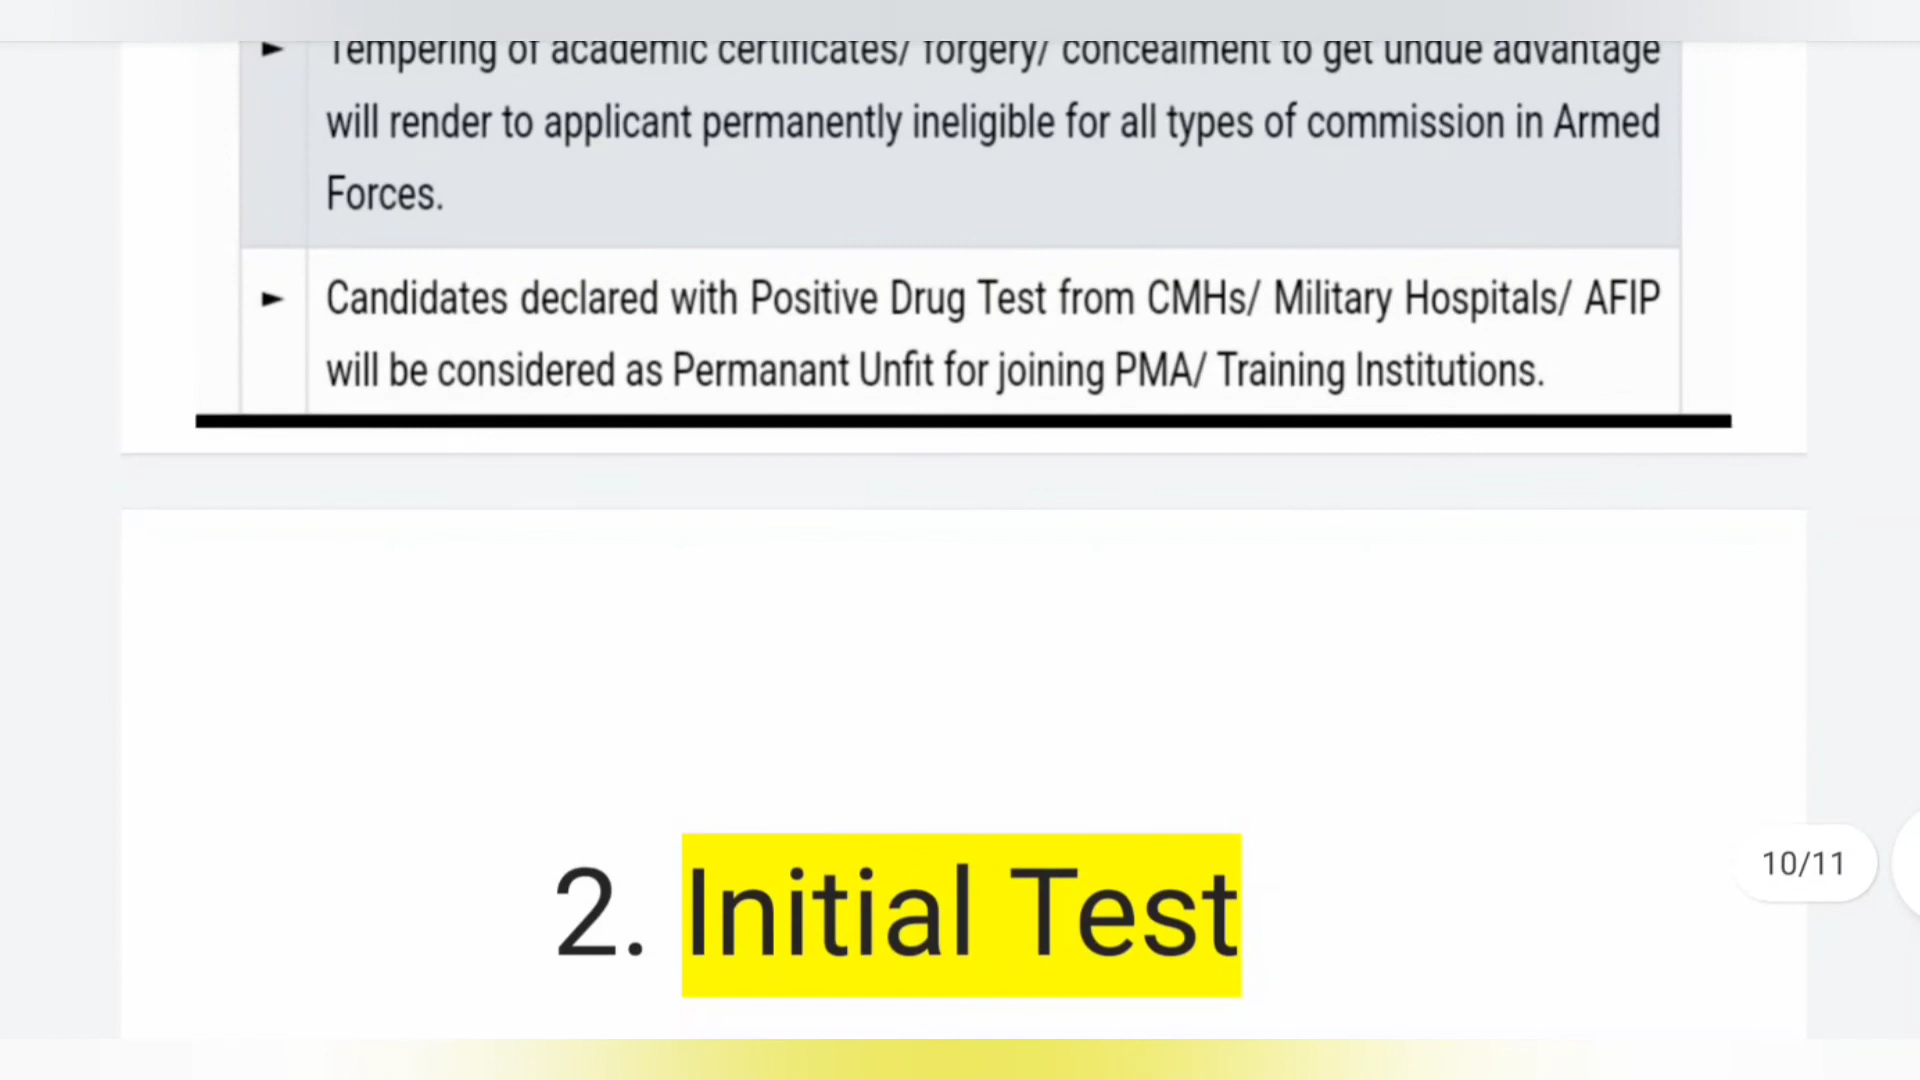 ► Tempering of academic certificates/ forgery/ concealment to get undue advantage
will render to applicant permanently ineligible for all types of commission in Armed
Forces.
► Candidates declared with Positive Drug Test from CMHs/ Military Hospitals/ AFIP
will be considered as Permanant Unfit for joining PMA/ Training Institutions.
10/11
2. Initial Test